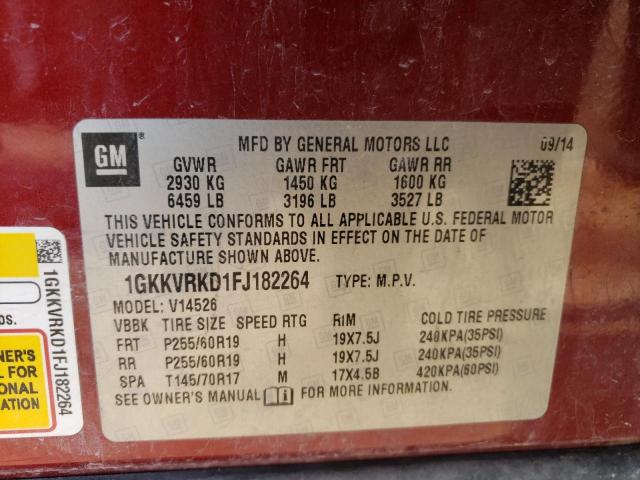 GM
MFD BY GENERAL MOTORS LLC 09/14
GVWR GAWR FRT GAWR RR
2930 KG 1450 KG 1600 KG
6459 LB 3196 LB 3527 LB
THIS VEHICLE CONFORMS TO ALL APPLICABLE U.S. FEDERAL MOTOR
VEHICLE SAFETY STANDARDS IN EFFECT ON THE DATE OF
MANUFACTURE SHOWN ABOVE.
1GKKVRKD1FJ182264 TYPE: M.P.V.
MODEL: V14526
VBBK TIRE SIZE SPEED RTG RIM COLD TIRE PRESSURE
FRT P255/60R19 H 19X7.5J 240KPA(35PSI)
RR P255/60R19 H 19X7.5J 240KPA(35PSI)
SPA T145/70R17 M 17X4.5B 420KPA(60PSI)
SEE OWNER'S MANUAL FOR MORE INFORMATION.
1GKKVRKD1FJ182264
OS.
NER'S
L FOR
IONAL
ATION